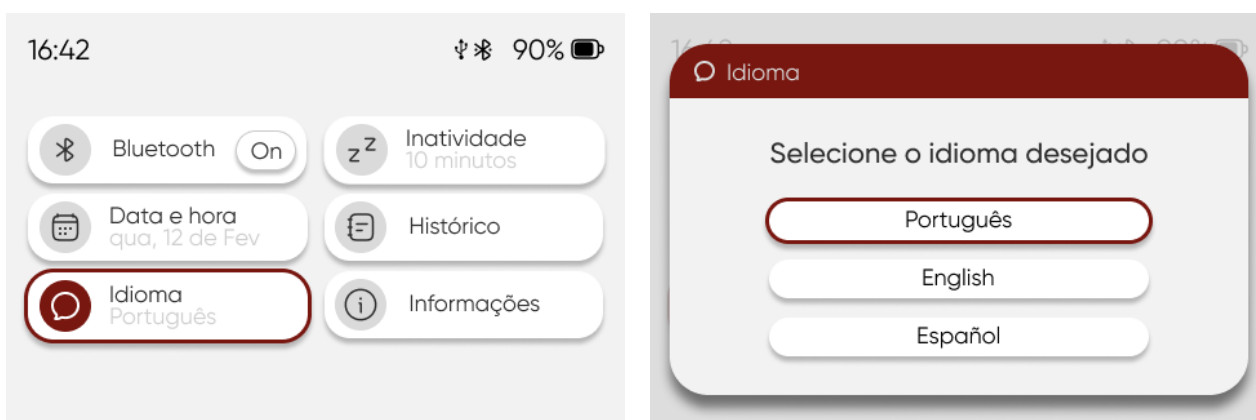 16:42
90%
Bluetooth On
Inatividade
10 minutos
Data e hora
qua, 12 de Fev
Histórico
Idioma
Português
Informações
Idioma
Selecione o idioma desejado
Português
English
Español